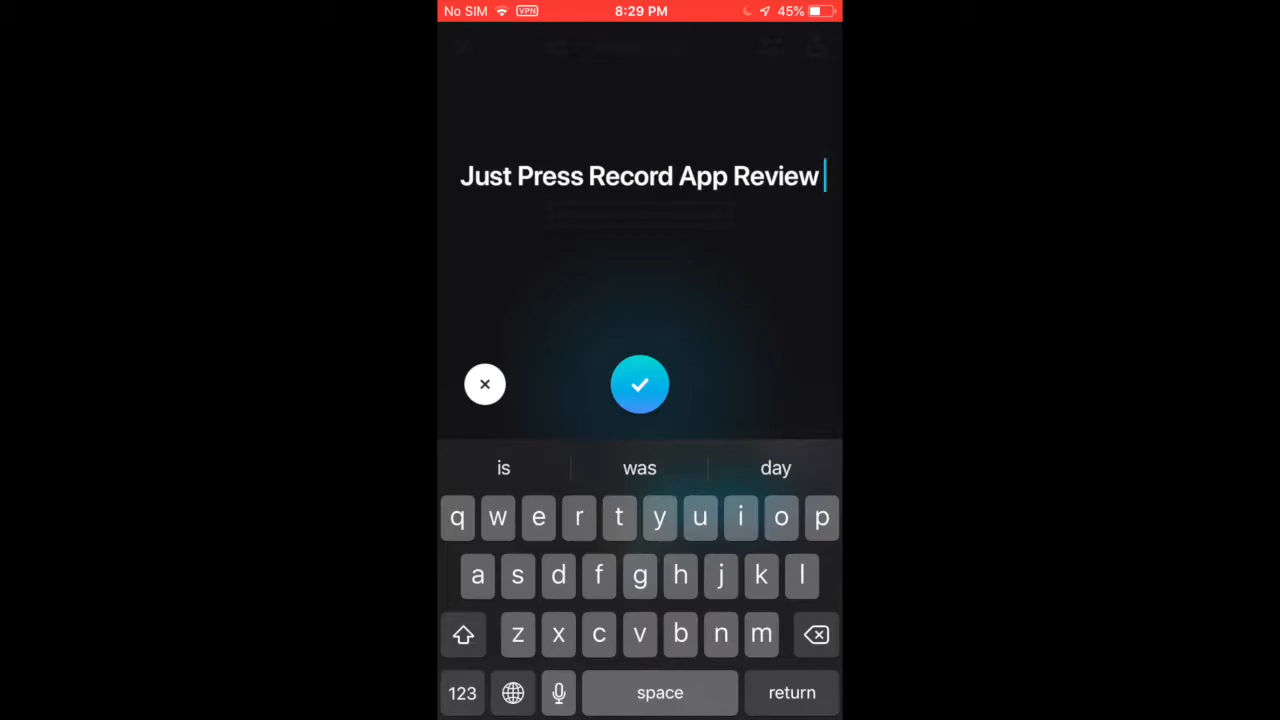 No SIM VPN 8:29 PM 45%
Just Press Record App Review
is was day
q w e r t y u i o p
a s d f g h j k l
z x c v b n m
123 space return